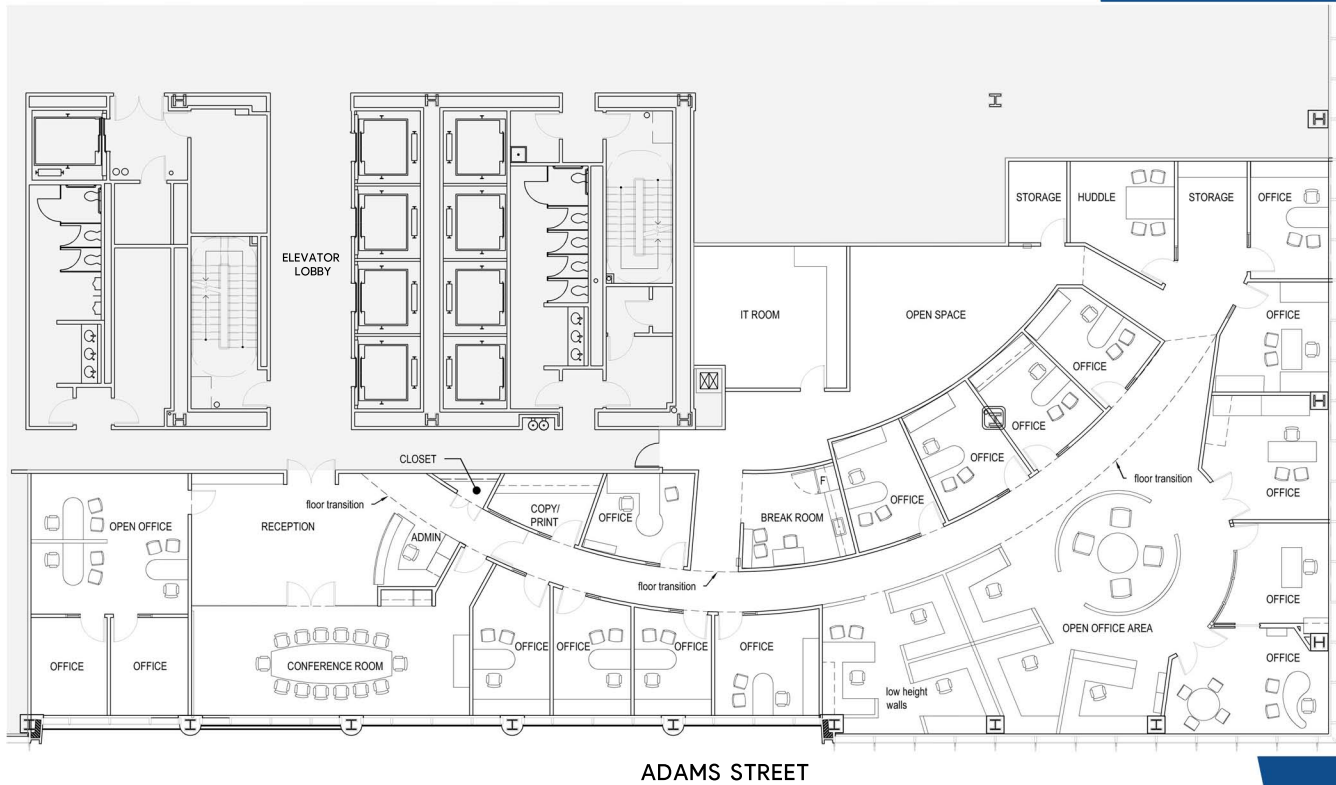 STORAGE
HUDDLE
STORAGE
OFFICE
ELEVATOR
LOBBY
IT ROOM
OPEN SPACE
OFFICE
OFFICE
OFFICE
OFFICE
CLOSET
floor transition
OFFICE
OFFICE
floor transition
COPY/
PRINT
OFFICE
F
BREAK ROOM
OPEN OFFICE
RECEPTION
ADMIN
floor transition
OFFICE
OPEN OFFICE AREA
OFFICE
OFFICE
OFFICE
OFFICE
OFFICE
OFFICE
OFFICE
CONFERENCE ROOM
low height
walls
ADAMS STREET